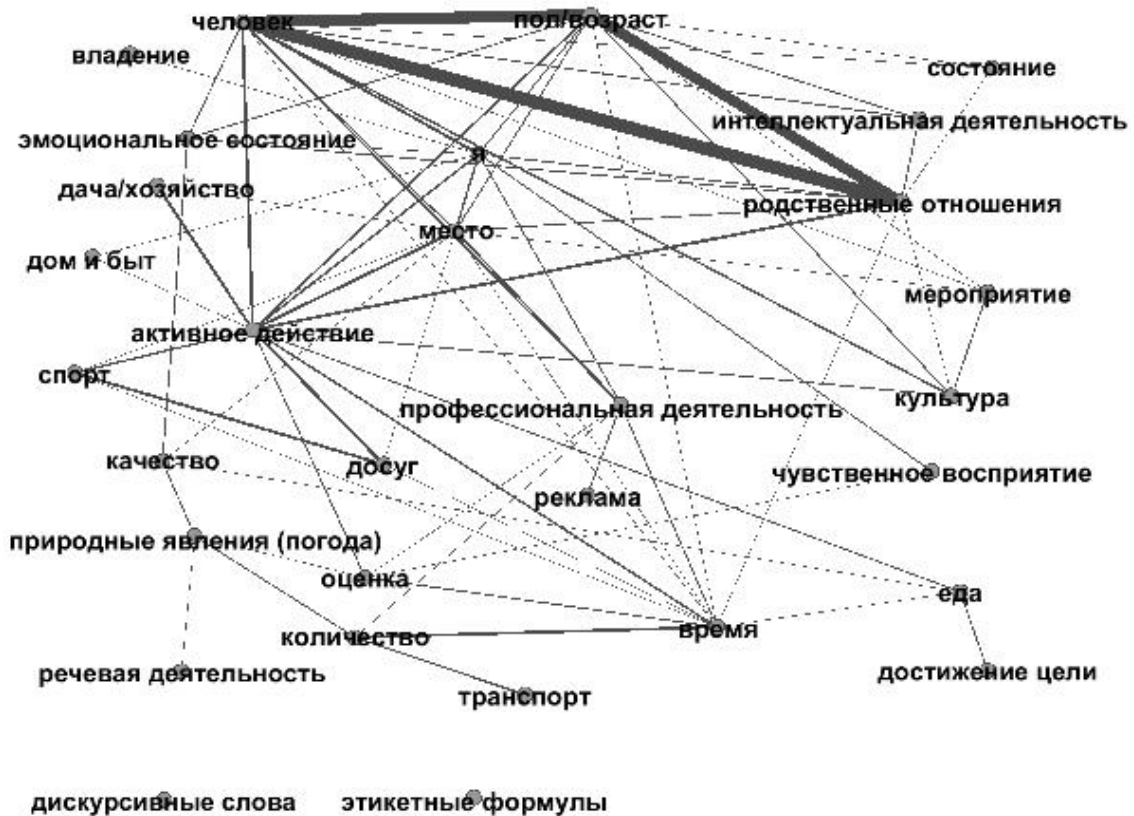 человек
пол/возраст
владение
состояние
интеллектуальная деятельность
эмоциональное состояние
я
дача/хозяйство
родственные отношения
место
дом и быт
мероприятие
активное действие
спорт
культура
профессиональная деятельность
качество
досуг
чувственное восприятие
реклама
природные явления (погода)
оценка
еда
время
количество
речевая деятельность
достижение цели
транспорт
дискурсивные слова
этикетные формулы